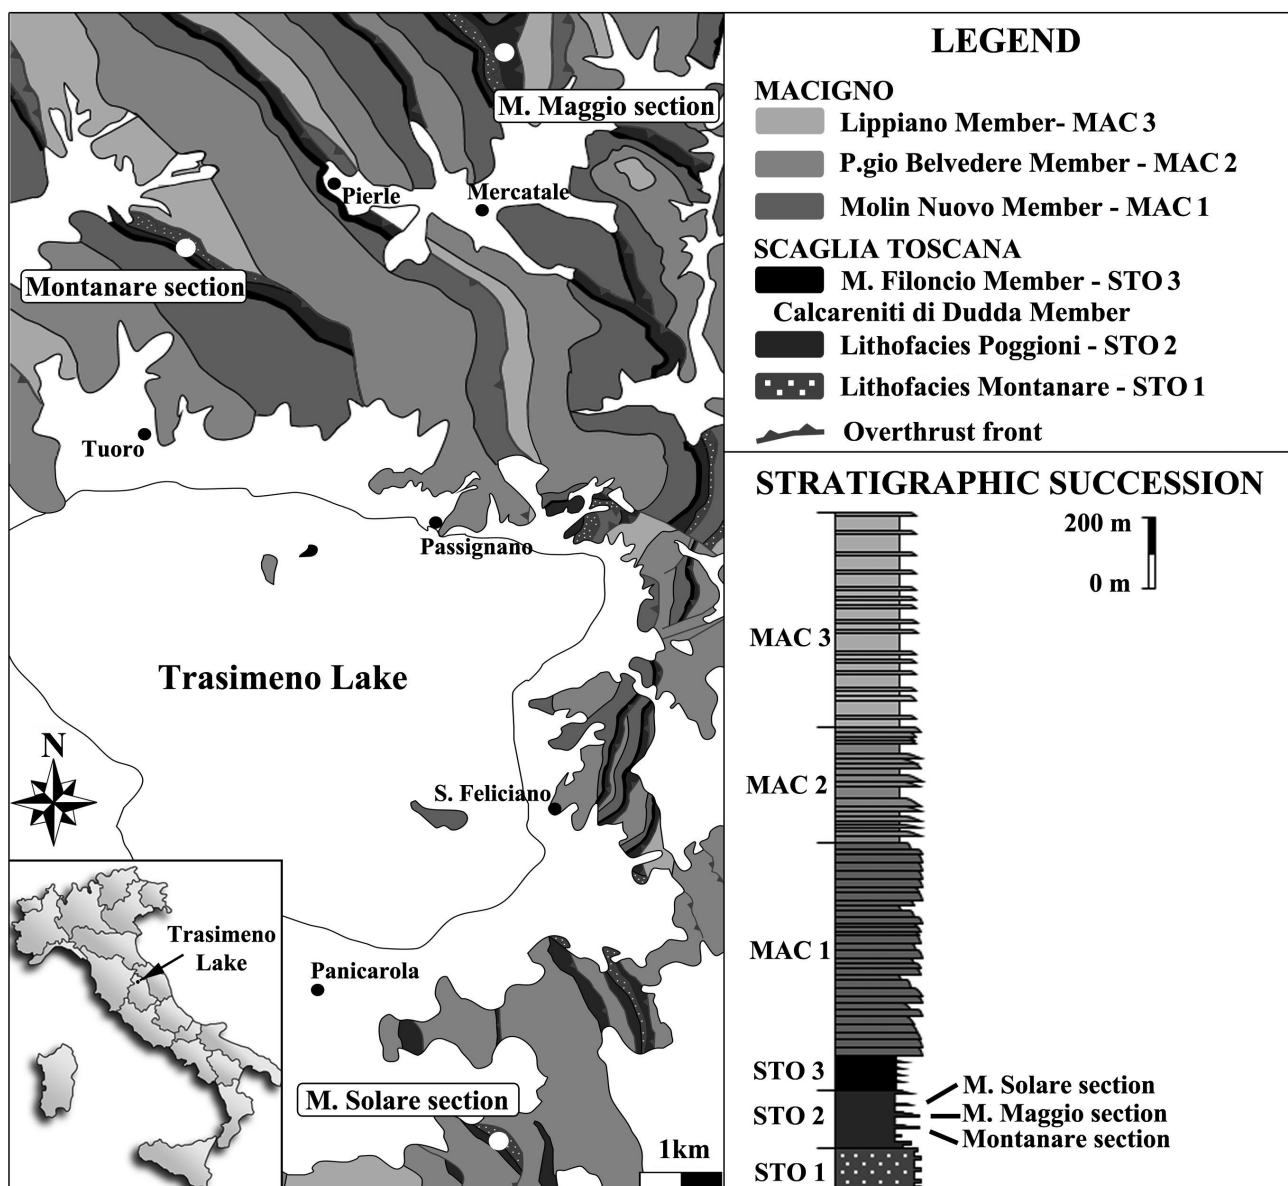 M. Maggio section
Pierle
Mercatale
Montanare section
Tuoro
Passignano
Trasimeno Lake
N
S. Feliciano
Trasimeno
Lake
Panicarola
M. Solare section
1km
LEGEND
MACIGNO
Lippiano Member- MAC 3
P.gio Belvedere Member - MAC 2
Molin Nuovo Member - MAC 1
SCAGLIA TOSCANA
M. Filoncio Member - STO 3
Calcareniti di Dudda Member
Lithofacies Poggioni - STO 2
Lithofacies Montanare - STO 1
Overthrust front
STRATIGRAPHIC SUCCESSION
200 m
0 m
MAC 3
MAC 2
MAC 1
STO 3
STO 2
STO 1
M. Solare section
M. Maggio section
Montanare section